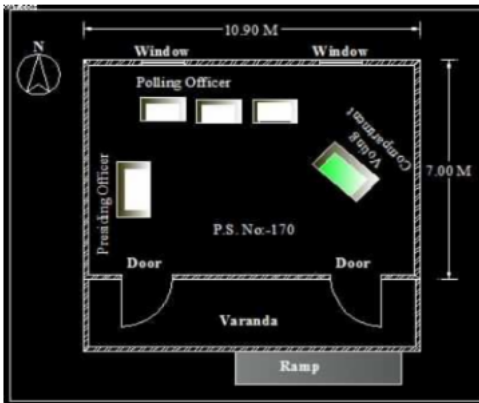 10.90 M
N
Window
Window
Polling Officer
Voting
Compartment
7.00 M
Presiding Officer
P.S. No:-170
Door
Door
Varanda
Ramp